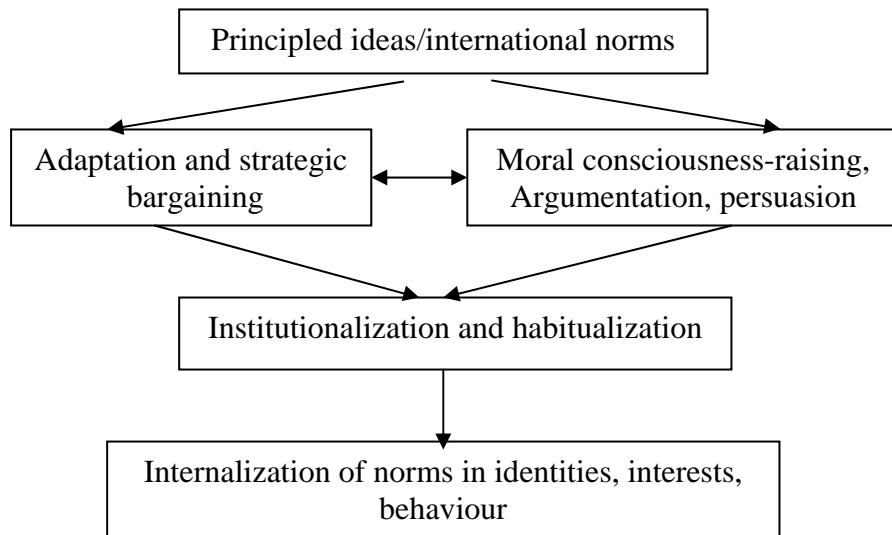 Principled ideas/international norms
Adaptation and strategic
bargaining
Moral consciousness-raising,
Argumentation, persuasion
Institutionalization and habitualization
Internalization of norms in identities, interests,
behaviour